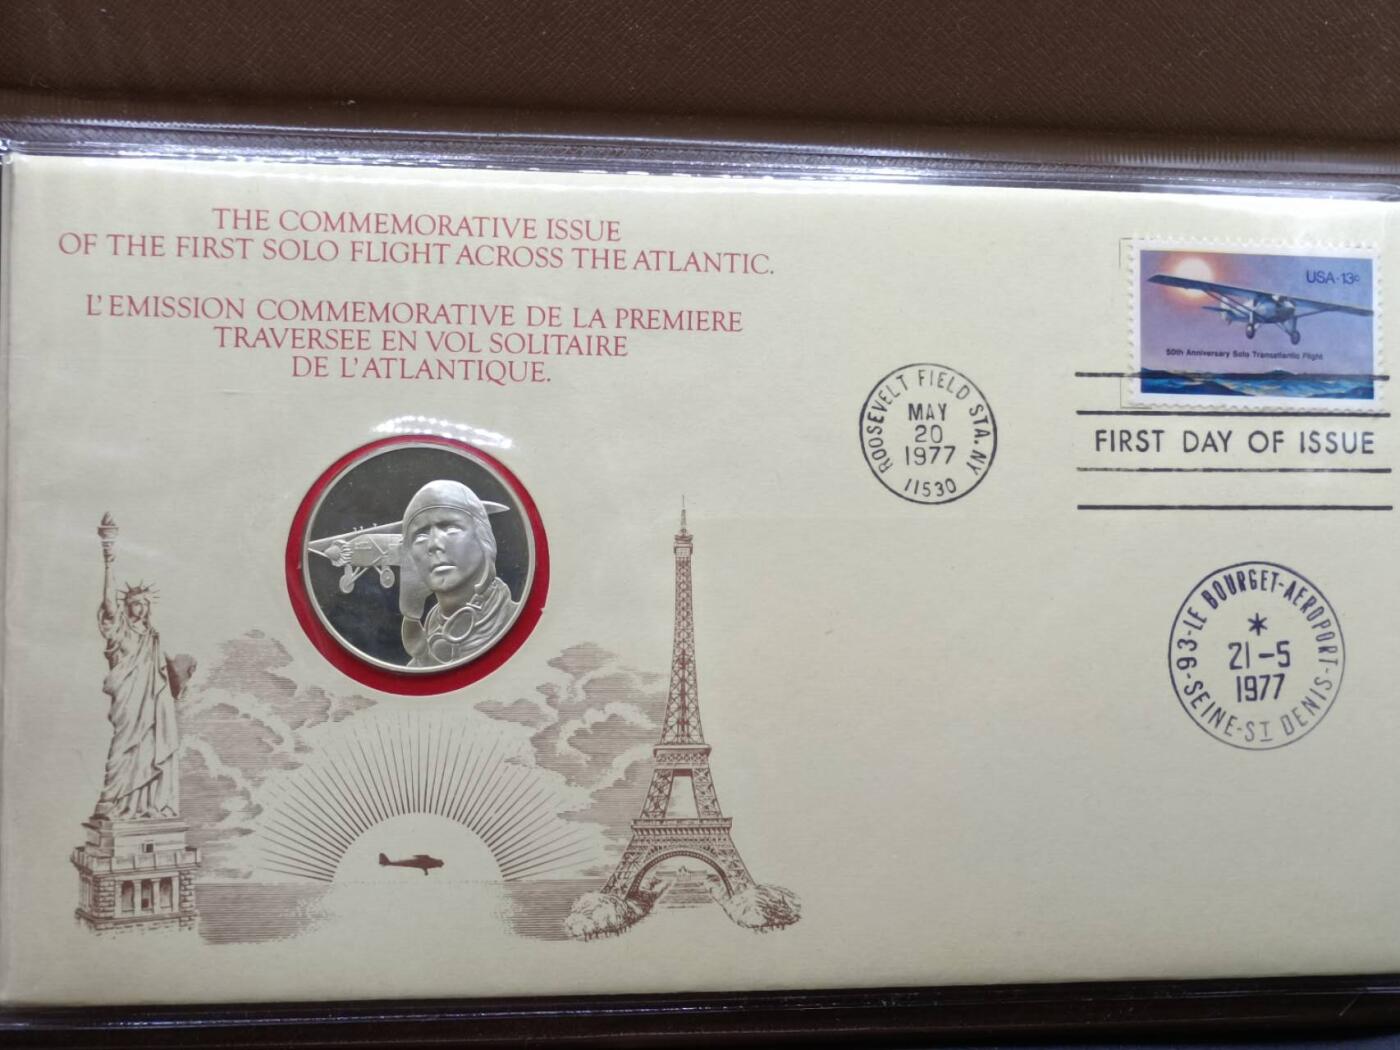 THE COMMEMORATIVE ISSUE
OF THE FIRST SOLO FLIGHT ACROSS THE ATLANTIC.
L'EMISSION COMMEMORATIVE DE LA PREMIERE
TRAVERSEE EN VOL SOLITAIRE
DE L'ATLANTIQUE.
USA·13c
50th Anniversary Solo Transatlantic Flight
ROOSEVELT FIELD STA. NY
MAY
20
1977
11530
FIRST DAY OF ISSUE
93-LE BOURGET-AEROPORT-
*
21-5
1977
SEINE-ST DENIS-